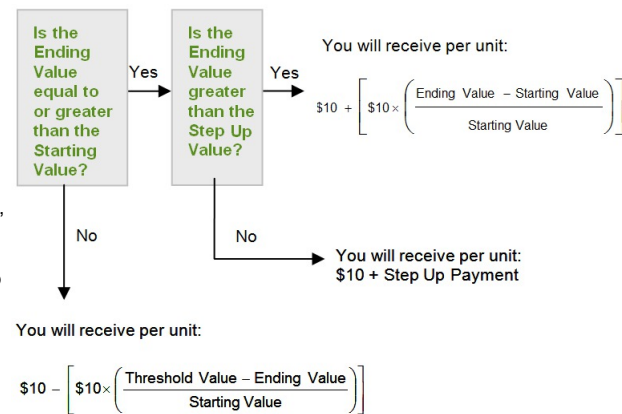 Is the
Ending
Value
equal to
or greater
than the
Starting
Value?
Yes
Is the
Ending
Value
greater
than the
Step Up
Value?
Yes
You will receive per unit:
$10 + [ $10 × ( Ending Value – Starting Value
Starting Value ) ]
No
No
You will receive per unit:
$10 + Step Up Payment
You will receive per unit:
$10 – [ $10× ( Threshold Value – Ending Value
Starting Value ) ]